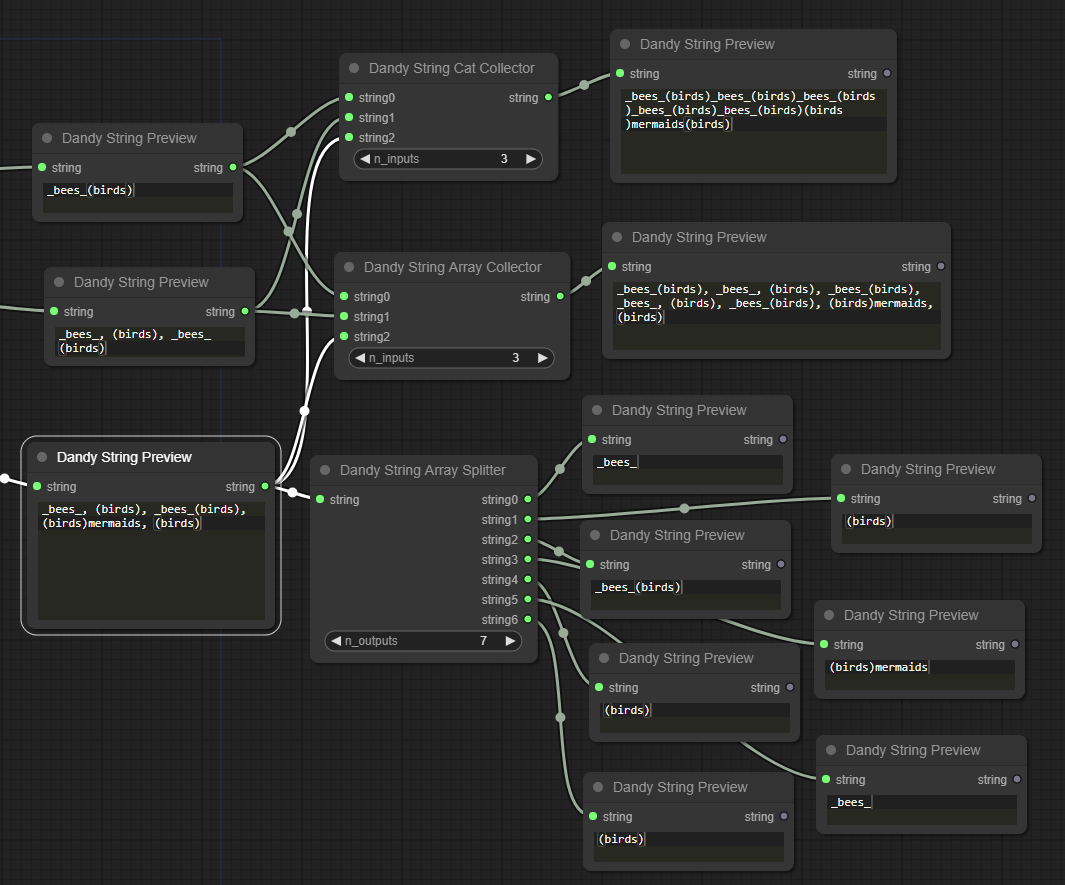 Dandy String Preview
string string
_bees_(birds)
Dandy String Preview
string string
_bees_, (birds), _bees_
(birds)
Dandy String Preview
string string
_bees_, (birds), _bees_(birds),
(birds)mermaids, (birds)
Dandy String Cat Collector
string0 string
string1
string2
n_inputs 3
Dandy String Array Collector
string0 string
string1
string2
n_inputs 3
Dandy String Array Splitter
string string0
string1
string2
string3
string4
string5
string6
n_outputs 7
Dandy String Preview
string string
_bees_(birds)_bees_(birds)_bees_(birds
)_bees_(birds)_bees_(birds)(birds
)mermaids(birds)
Dandy String Preview
string string
_bees_(birds), _bees_, (birds), _bees_(birds),
_bees_, (birds), _bees_(birds), (birds)mermaids,
(birds)
Dandy String Preview
string string
_bees_
Dandy String Preview
string string
(birds)
Dandy String Preview
string string
_bees_(birds)
Dandy String Preview
string string
(birds)mermaids
Dandy String Preview
string string
(birds)
Dandy String Preview
string string
_bees_
Dandy String Preview
string string
(birds)